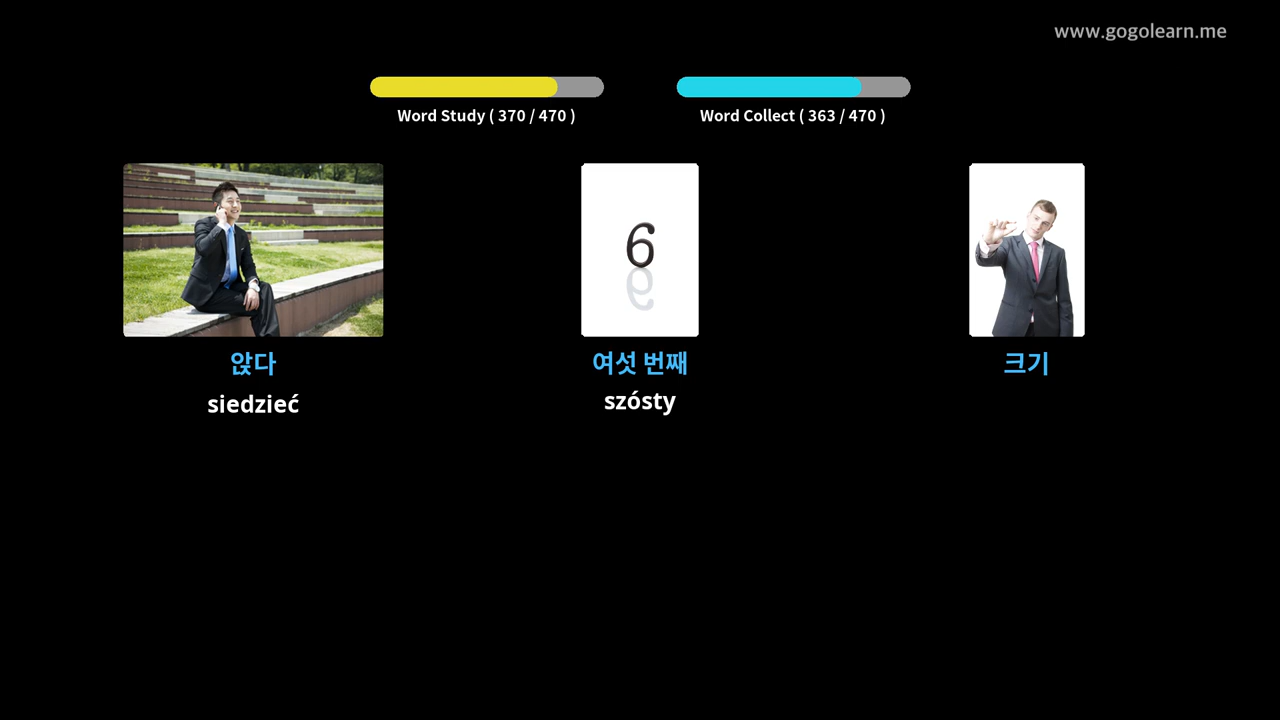 www.gogolearn.me
Word Study ( 370 / 470 )
Word Collect ( 363 / 470 )
앉다
여섯 번째
크기
siedzieć
szósty
6